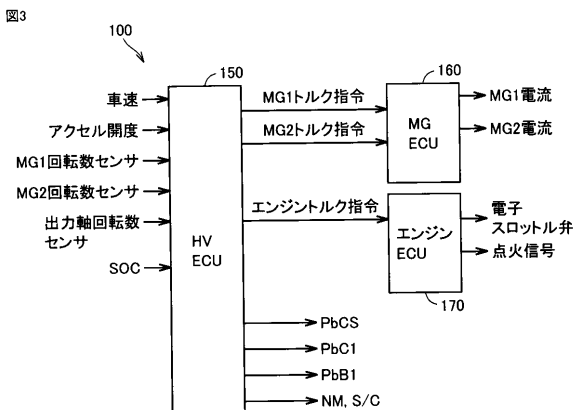 図3
100
150
160
車速
アクセル開度
MG1回転数センサ
MG2回転数センサ
出力軸回転数
センサ
SOC
HV
ECU
MG1トルク指令
MG2トルク指令
エンジントルク指令
MG
ECU
MG1電流
MG2電流
エンジン
ECU
電子
スロットル弁
点火信号
170
PbCS
PbC1
PbB1
NM, S/C